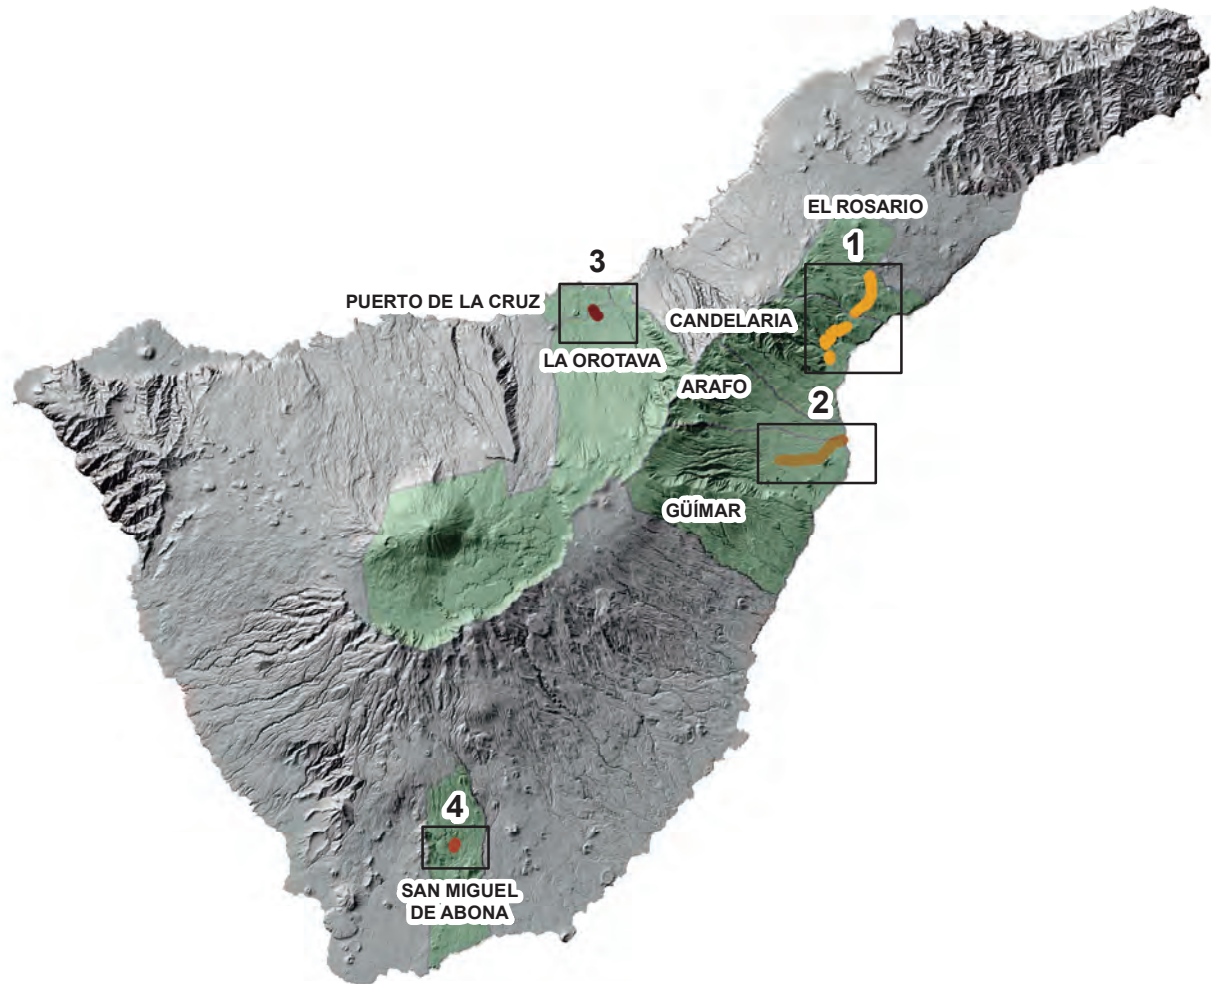 EL ROSARIO
1
3
PUERTO DE LA CRUZ
CANDELARIA
LA OROTAVA
ARAFO
2
GÜÍMAR
4
SAN MIGUEL
DE ABONA